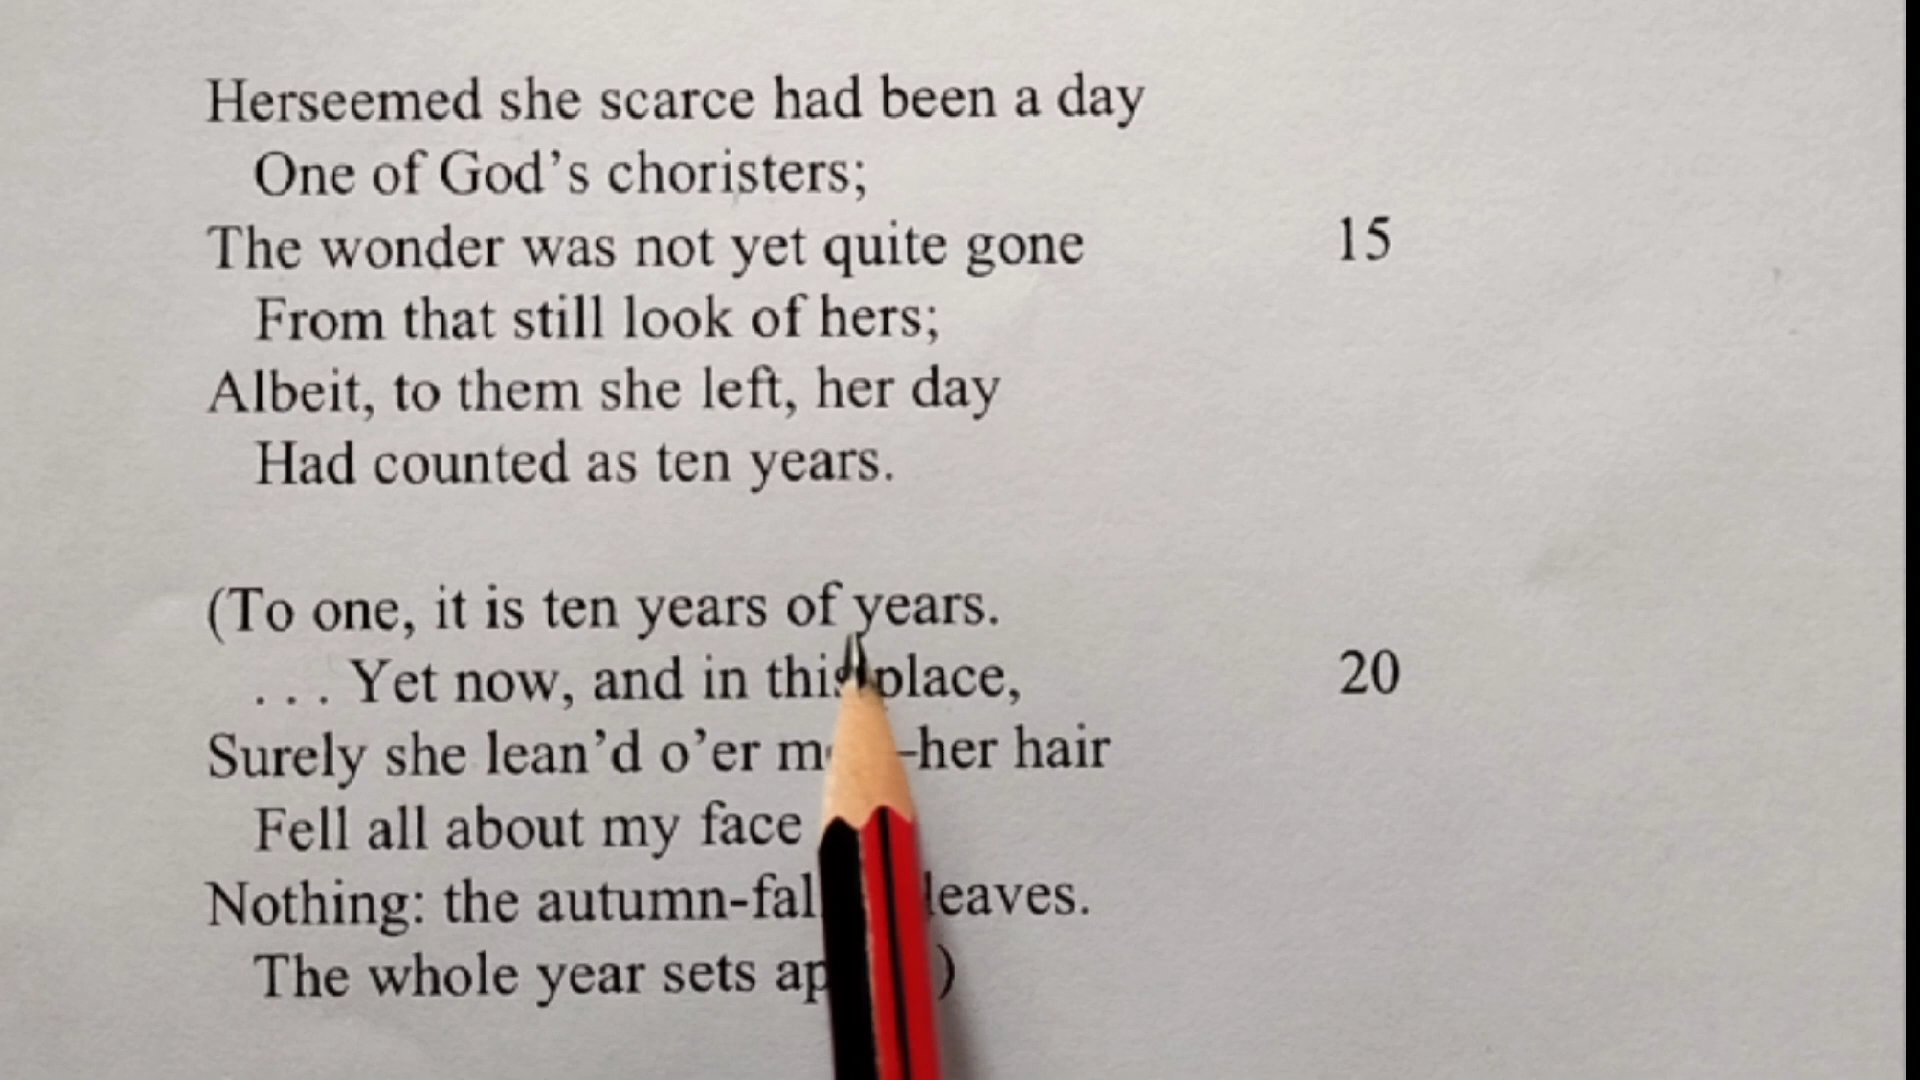 Herseemed she scarce had been a day
One of God's choristers;
The wonder was not yet quite gone 15
From that still look of hers;
Albeit, to them she left, her day
Had counted as ten years.
(To one, it is ten years of years.
. . . Yet now, and in this place, 20
Surely she lean'd o'er —her hair
Fell all about my face
Nothing: the leaves.
The whole year sets )